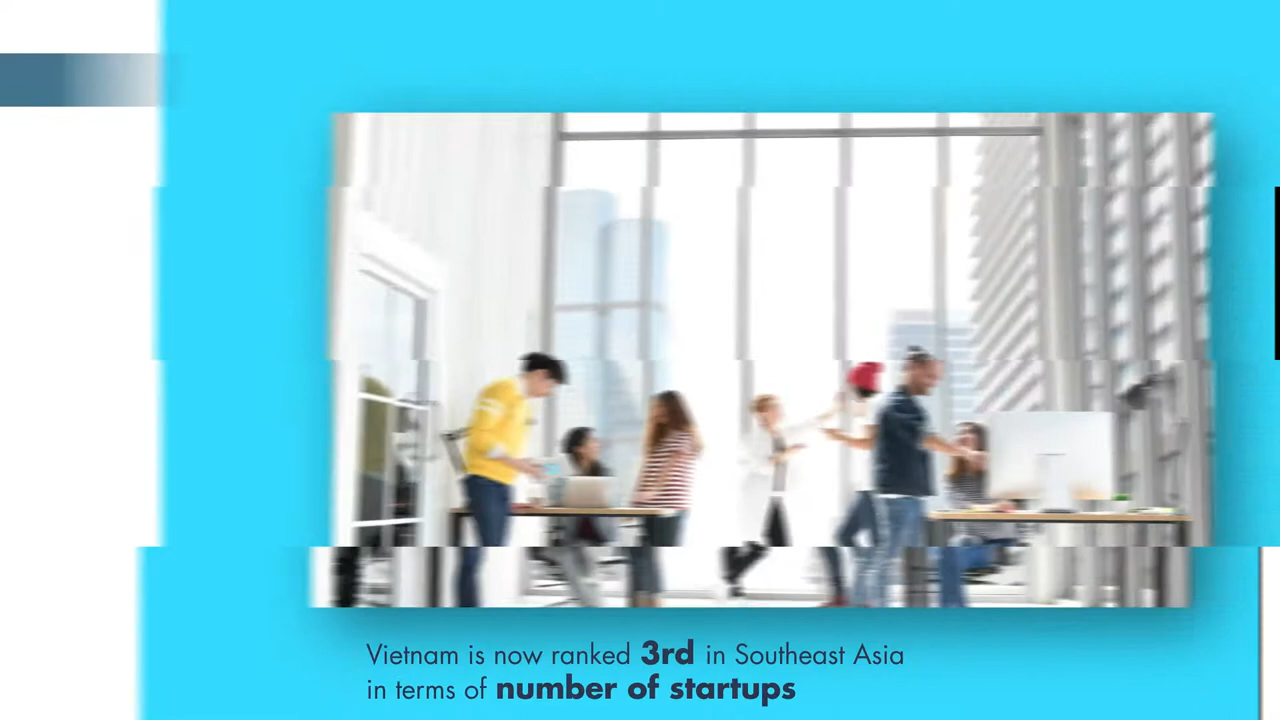 Vietnam is now ranked 3rd in Southeast Asia
in terms of number of startups